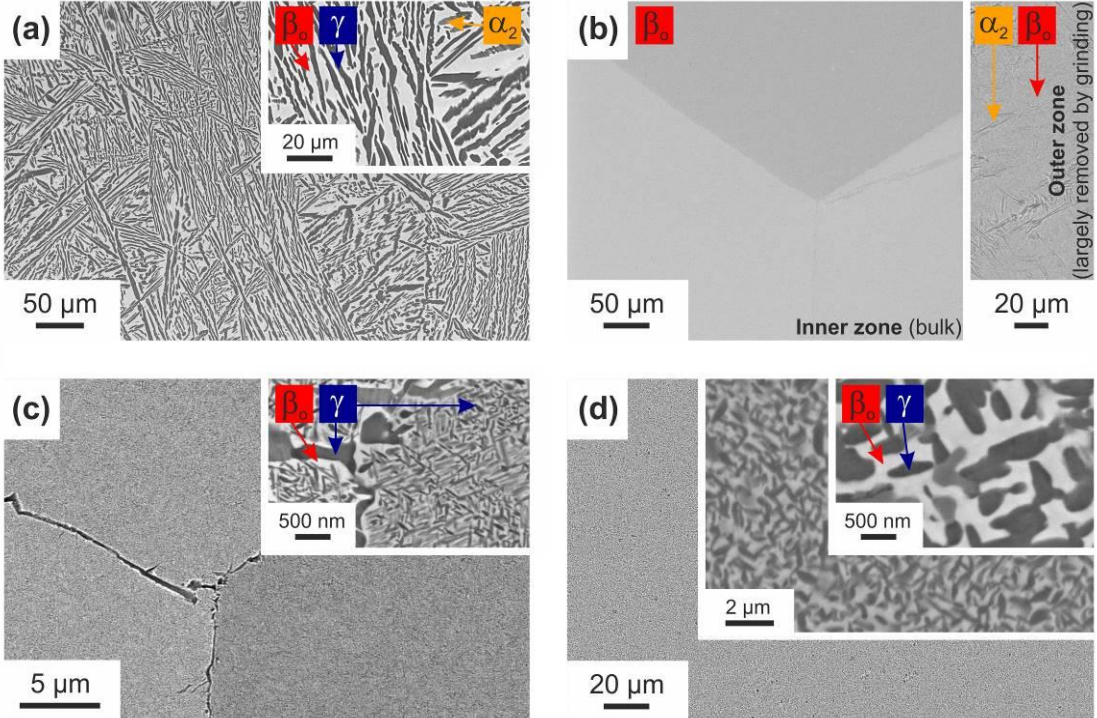 (a)
βo γ α2
20 µm
50 µm
(b)
βo
50 µm
Inner zone (bulk)
α2 βo
Outer zone
(largely removed by grinding)
20 µm
(c)
βo γ
500 nm
5 µm
(d)
βo γ
500 nm
2 µm
20 µm